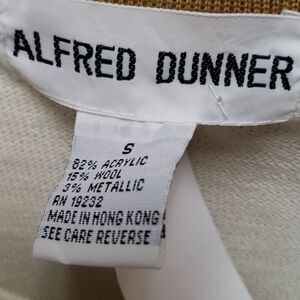 ALFRED DUNNER
S
82% ACRYLIC
15% WOOL
3% METALLIC
RN 19232
MADE IN HONG KONG
SEE CARE REVERSE